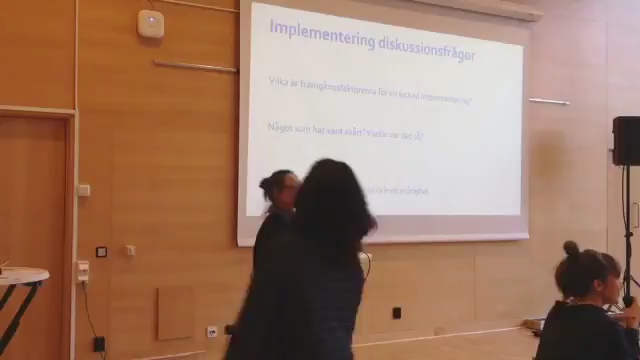 Implementering diskussionsfrågor
Vilka är framgångsfaktorerna för en lyckad implementering?
Något som har varit svårt? Varför var det så?